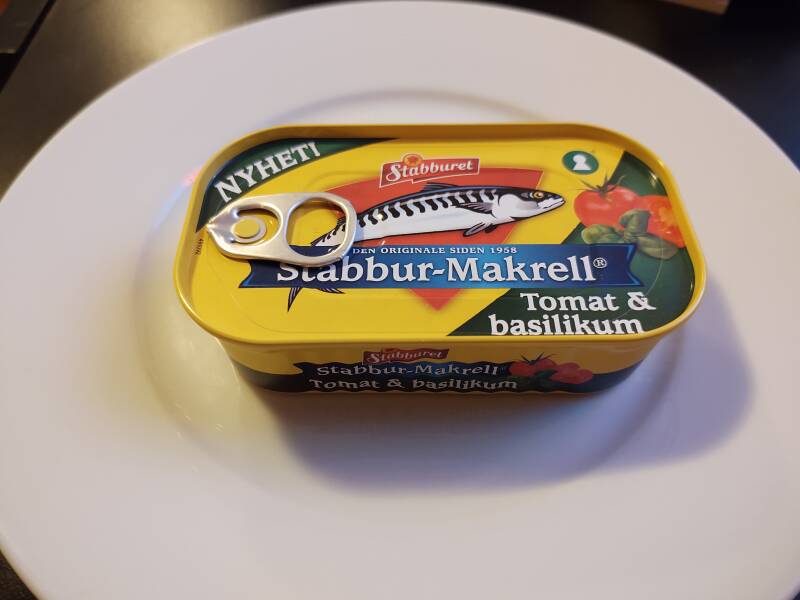 NYHET!
Stabburet
DEN ORIGINALE SIDEN 1958
Stabbur-Makrell®
Tomat &
basilikum
Stabburet
Stabbur-Makrell®
Tomat & basilikum